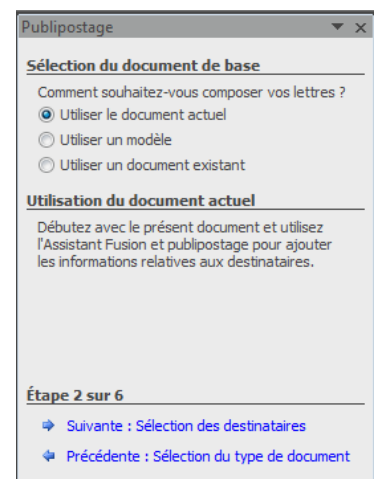 Publipostage
Sélection du document de base
Comment souhaitez-vous composer vos lettres ?
Utiliser le document actuel
Utiliser un modèle
Utiliser un document existant
Utilisation du document actuel
Débutez avec le présent document et utilisez
l'Assistant Fusion et publipostage pour ajouter
les informations relatives aux destinataires.
Étape 2 sur 6
Suivante : Sélection des destinataires
Précédente : Sélection du type de document